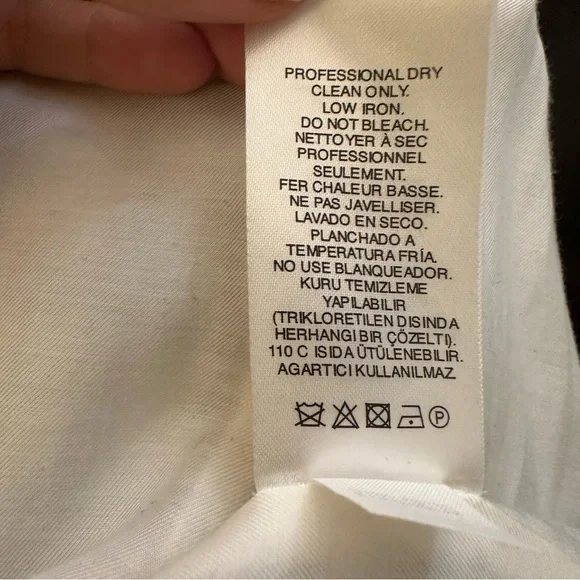 PROFESSIONAL DRY
CLEAN ONLY.
LOW IRON.
DO NOT BLEACH.
NETTOYER À SEC
PROFESSIONNEL
SEULEMENT.
FER CHALEUR BASSE.
NE PAS JAVELLISER.
LAVADO EN SECO.
PLANCHADO A
TEMPERATURA FRÍA.
NO USE BLANQUEADOR.
KURU TEMIZLEME
YAPILABILIR
(TRIKLORETILEN DISINDA
HERHANGI BIR ÇÖZELTI).
110 C ISIDA ÜTÜLENEBILIR.
AGARTICI KULLANILMAZ
P